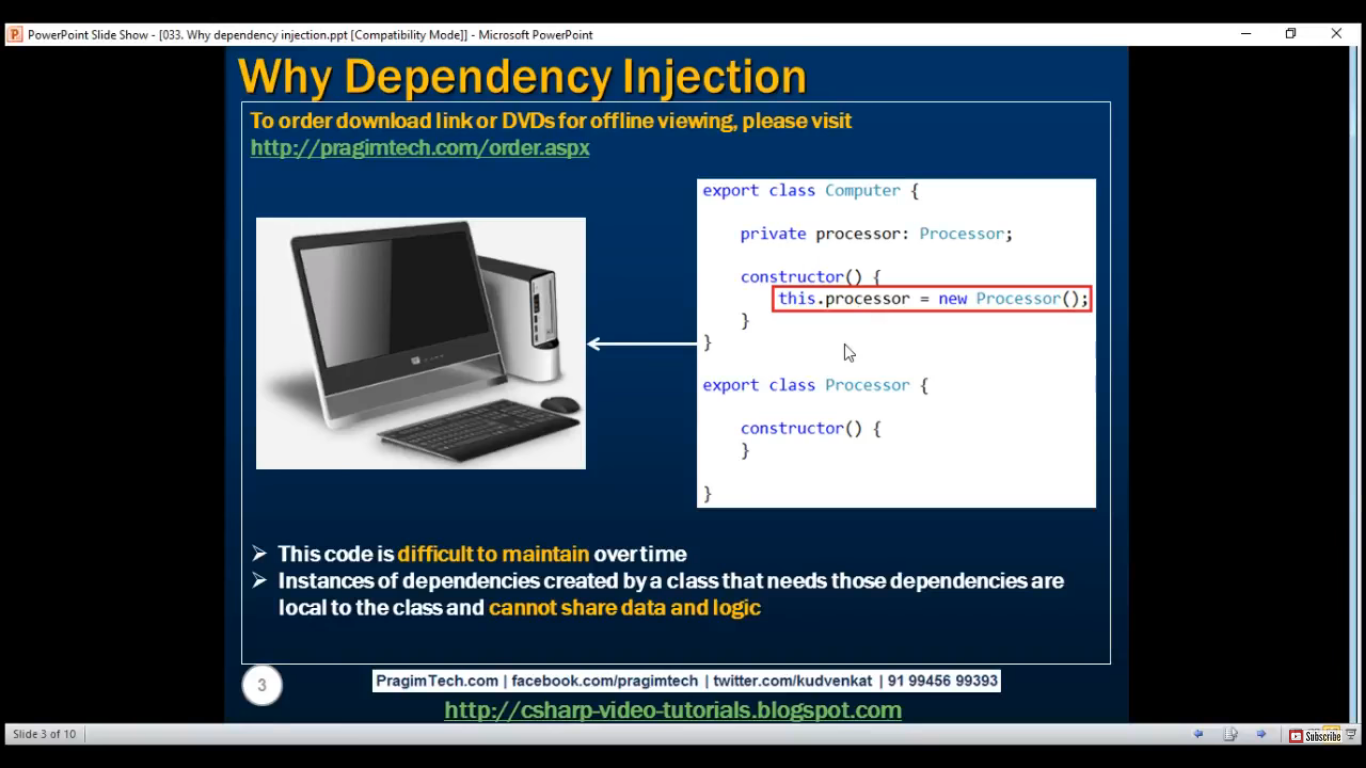 PowerPoint Slide Show - [033. Why dependency injection.ppt [Compatibility Mode]] - Microsoft PowerPoint
Why Dependency Injection
To order download link or DVDs for offline viewing, please visit
http://pragimtech.com/order.aspx
export class Computer {
private processor: Processor;
constructor() {
this.processor = new Processor();
}
}
export class Processor {
constructor() {
}
}
➢ This code is difficult to maintain over time
➢ Instances of dependencies created by a class that needs those dependencies are
local to the class and cannot share data and logic
3
PragimTech.com | facebook.com/pragimtech | twitter.com/kudvenkat | 91 99456 99393
http://csharp-video-tutorials.blogspot.com
Slide 3 of 10
Subscribe